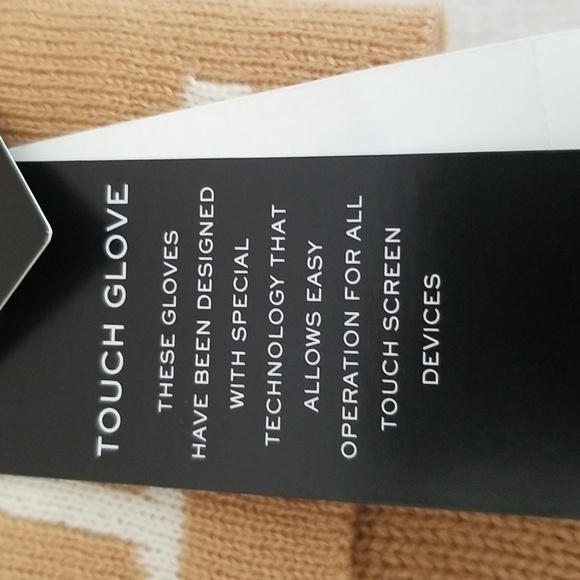 TOUCH GLOVE
THESE GLOVES
HAVE BEEN DESIGNED
WITH SPECIAL
TECHNOLOGY THAT
ALLOWS EASY
OPERATION FOR ALL
TOUCH SCREEN
DEVICES